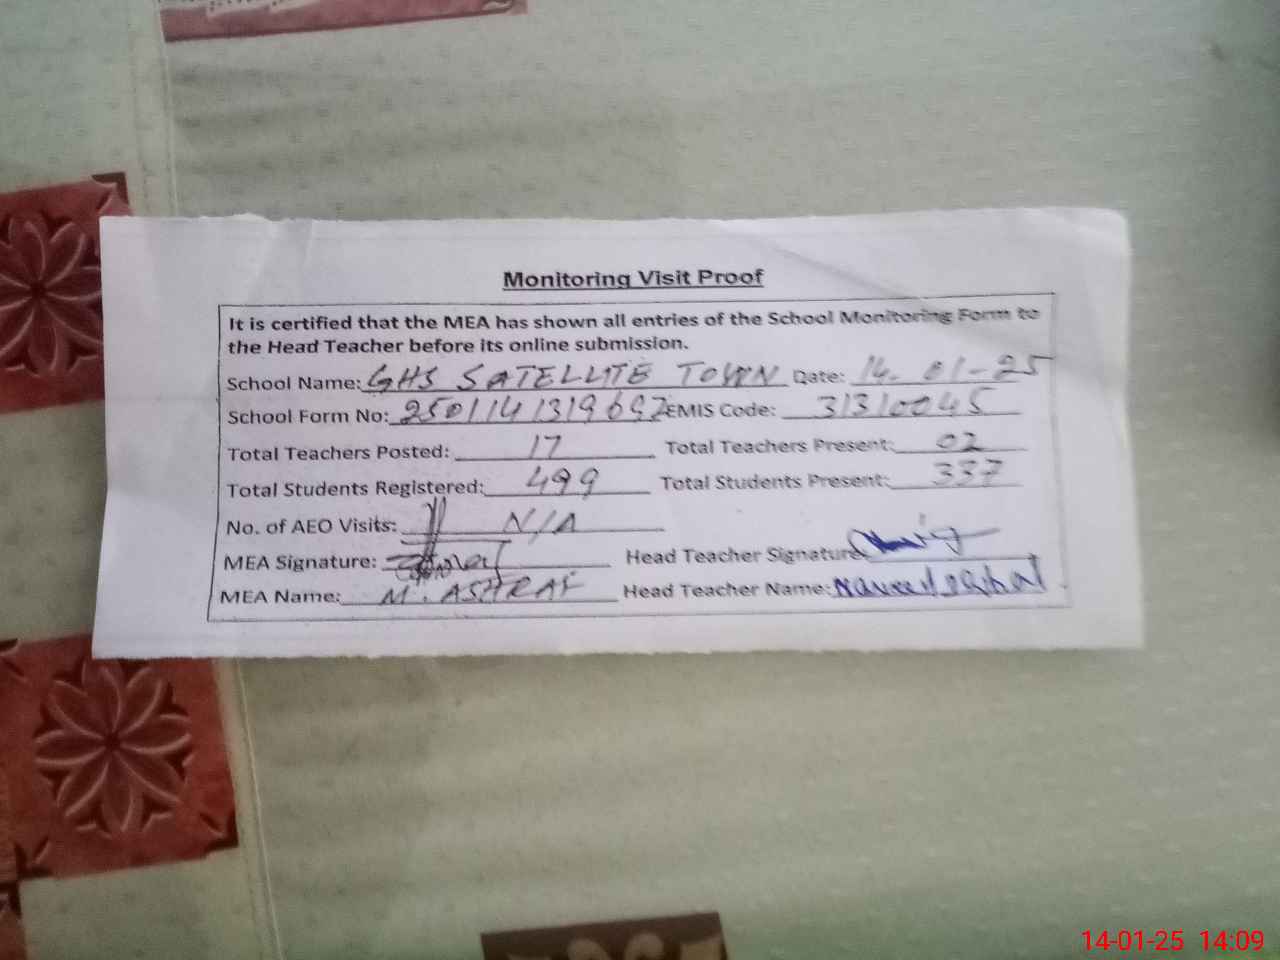 Monitoring Visit Proof
It is certified that the MEA has shown all entries of the School Monitoring Form to
the Head Teacher before its online submission.
School Name: GHS SATELLITE TOWN Date: 14-01-25
School Form No: EMIS Code: 31310045
Total Teachers Posted: 17 Total Teachers Present: 02
Total Students Registered: 499 Total Students Present: 337
No. of AEO Visits: N/A
MEA Signature: Head Teacher Signature:
MEA Name: M. ASHRAF Head Teacher Name: Naveed
14-01-25 14:09